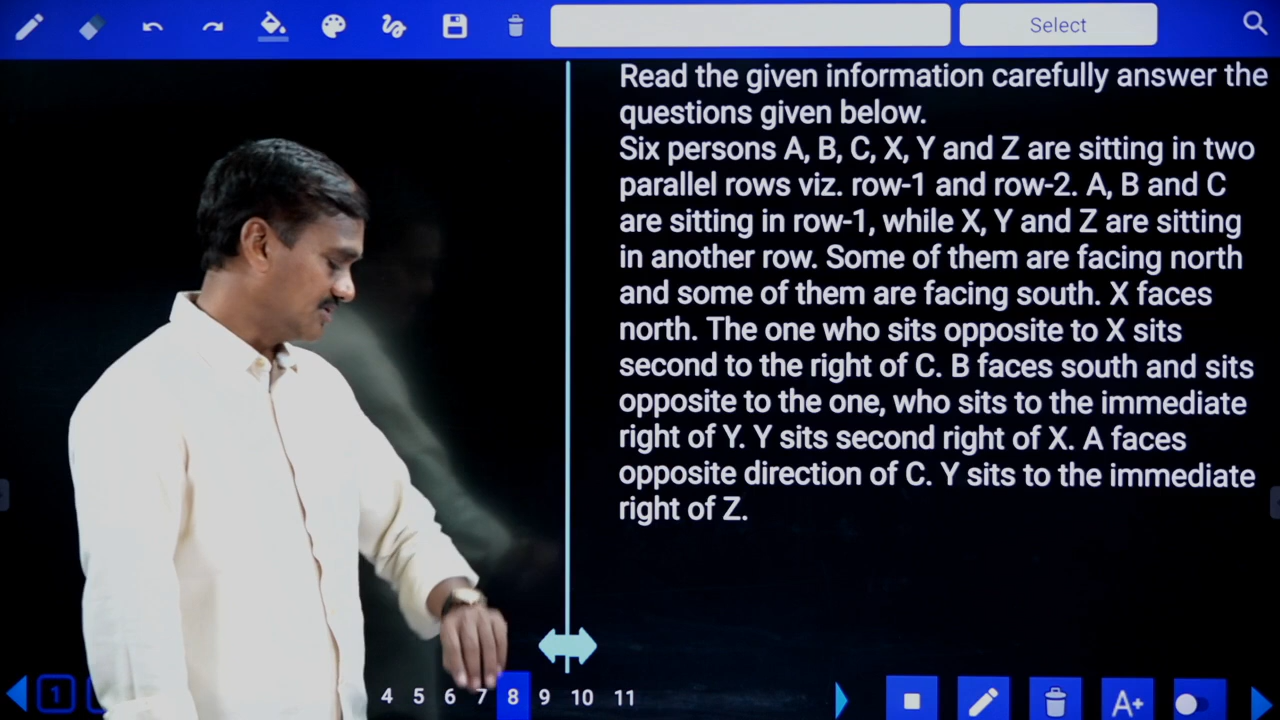 Select
Read the given information carefully answer the
questions given below.
Six persons A, B, C, X, Y and Z are sitting in two
parallel rows viz. row-1 and row-2. A, B and C
are sitting in row-1, while X, Y and Z are sitting
in another row. Some of them are facing north
and some of them are facing south. X faces
north. The one who sits opposite to X sits
second to the right of C. B faces south and sits
opposite to the one, who sits to the immediate
right of Y. Y sits second right of X. A faces
opposite direction of C. Y sits to the immediate
right of Z.
1 4 5 6 7 8 9 10 11 A+